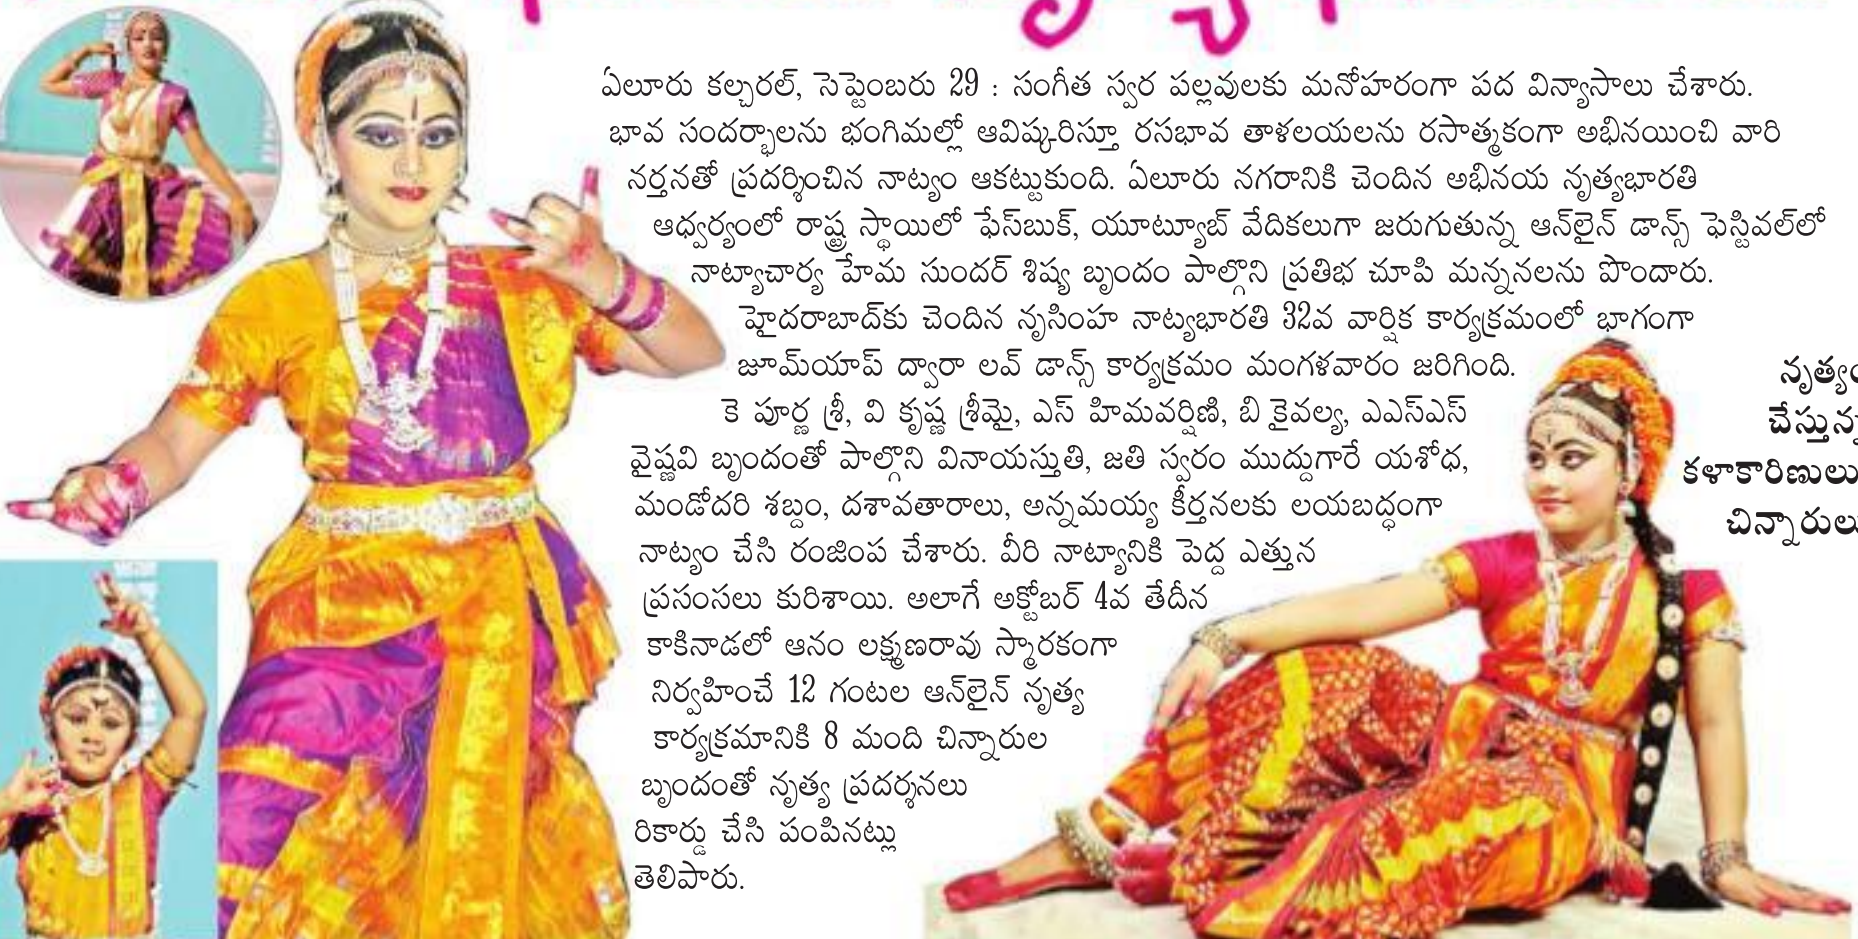 ఏలూరు కల్చరల్, సెప్టెంబరు 29 : సంగీత స్వర పల్లవులకు మనోహరంగా పద విన్యాసాలు చేశారు.
భావ సందర్భాలను భంగిమల్లో ఆవిష్కరిస్తూ రసభావ తాళలయలను రసాత్మకంగా అభినయించి వారి
నర్తనతో ప్రదర్శించిన నాట్యం ఆకట్టుకుంది. ఏలూరు నగరానికి చెందిన అభినయ నృత్యభారతి
ఆధ్వర్యంలో రాష్ట్ర స్థాయిలో ఫేస్‌బుక్, యూట్యూబ్ వేదికలుగా జరుగుతున్న ఆన్‌లైన్ డాన్స్ ఫెస్టివల్‌లో
నాట్యాచార్య హేమ సుందర్ శిష్య బృందం పాల్గొని ప్రతిభ చూపి మన్ననలను పొందారు.
హైదరాబాద్‌కు చెందిన నృసింహ నాట్యభారతి 32వ వార్షిక కార్యక్రమంలో భాగంగా
జూమ్‌యాప్ ద్వారా లవ్ డాన్స్ కార్యక్రమం మంగళవారం జరిగింది.
కె పూర్ణ శ్రీ, వి కృష్ణ శ్రీమై, ఎస్ హిమవర్షిణి, బి కైవల్య, ఎఎస్ఎస్
వైష్ణవి బృందంతో పాల్గొని వినాయస్తుతి, జతి స్వరం ముద్దుగారే యశోధ,
మండోదరి శబ్దం, దశావతారాలు, అన్నమయ్య కీర్తనలకు లయబద్ధంగా
నాట్యం చేసి రంజింప చేశారు. వీరి నాట్యానికి పెద్ద ఎత్తున
ప్రసంసలు కురిశాయి. అలాగే అక్టోబర్ 4వ తేదీన
కాకినాడలో ఆనం లక్ష్మణరావు స్మారకంగా
నిర్వహించే 12 గంటల ఆన్‌లైన్ నృత్య
కార్యక్రమానికి 8 మంది చిన్నారుల
బృందంతో నృత్య ప్రదర్శనలు
రికార్డు చేసి పంపినట్లు
తెలిపారు.
నృత్యం
చేస్తున్న
కళాకారిణులు,
చిన్నారులు